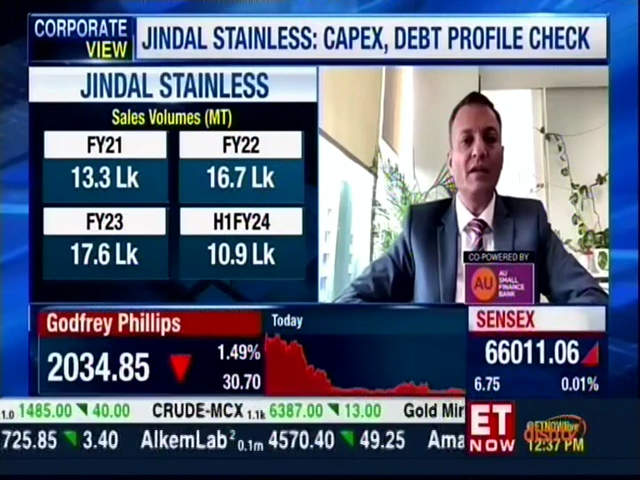 CORPORATE
VIEW
JINDAL STAINLESS: CAPEX, DEBT PROFILE CHECK
JINDAL STAINLESS
Sales Volumes (MT)
FY21
13.3 Lk
FY22
16.7 Lk
FY23
17.6 Lk
H1FY24
10.9 Lk
CO-POWERED BY
AU
AU
SMALL
FINANCE
BANK
Godfrey Phillips
2034.85
1.49%
30.70
Today
SENSEX
66011.06
6.75 0.01%
1.0 1485.00 40.00 CRUDE-MCX 1.1k 6387.00 13.00 Gold Min
725.85 3.40 AlkemLab 2 0.1m 4570.40 49.25 Ama
ET
NOW
12:37 PM